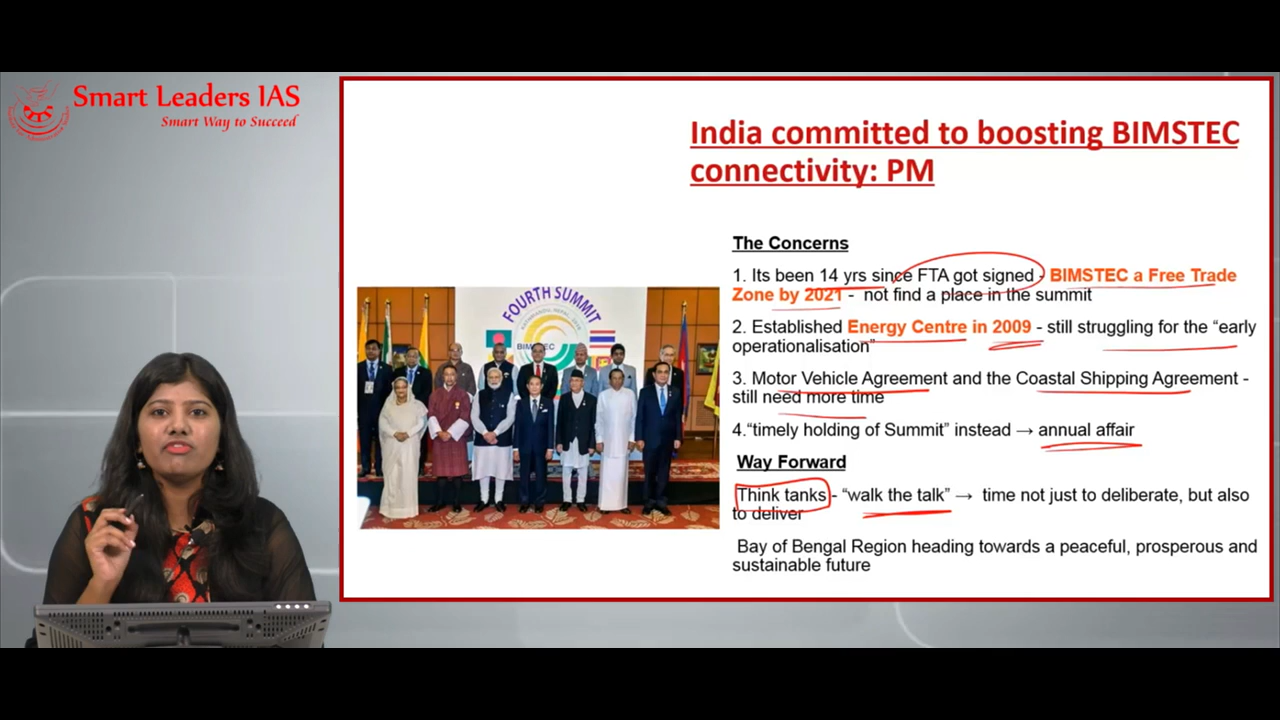 Smart Leaders IAS
Smart Way to Succeed
India committed to boosting BIMSTEC
connectivity: PM
The Concerns
1. Its been 14 yrs since FTA got signed - BIMSTEC a Free Trade
Zone by 2021 - not find a place in the summit
2. Established Energy Centre in 2009 - still struggling for the “early
operationalisation”
3. Motor Vehicle Agreement and the Coastal Shipping Agreement -
still need more time
4.“timely holding of Summit” instead → annual affair
Way Forward
Think tanks - “walk the talk” → time not just to deliberate, but also
to deliver
Bay of Bengal Region heading towards a peaceful, prosperous and
sustainable future
FOURTH SUMMIT
BIMSTEC